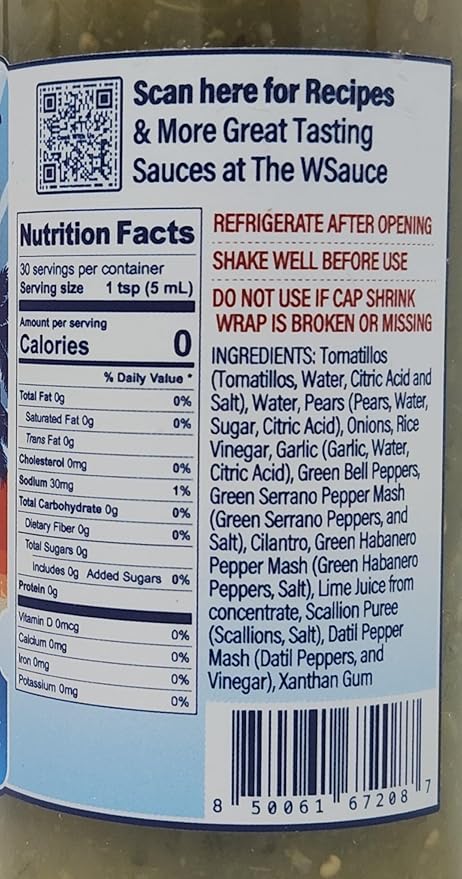 Scan here for Recipes
& More Great Tasting
Sauces at The WSauce
Nutrition Facts
30 servings per container
Serving size 1 tsp (5 mL)
Amount per serving
Calories 0
% Daily Value *
Total Fat 0g 0%
Saturated Fat 0g 0%
Trans Fat 0g
Cholesterol 0mg 0%
Sodium 30mg 1%
Total Carbohydrate 0g 0%
Dietary Fiber 0g 0%
Total Sugars 0g
Includes 0g Added Sugars 0%
Protein 0g
Vitamin D 0mcg 0%
Calcium 0mg 0%
Iron 0mg 0%
Potassium 0mg 0%
REFRIGERATE AFTER OPENING
SHAKE WELL BEFORE USE
DO NOT USE IF CAP SHRINK
WRAP IS BROKEN OR MISSING
INGREDIENTS: Tomatillos
(Tomatillos, Water, Citric Acid and
Salt), Water, Pears (Pears, Water,
Sugar, Citric Acid), Onions, Rice
Vinegar, Garlic (Garlic, Water,
Citric Acid), Green Bell Peppers,
Green Serrano Pepper Mash
(Green Serrano Peppers, and
Salt), Cilantro, Green Habanero
Pepper Mash (Green Habanero
Peppers, Salt), Lime Juice from
concentrate, Scallion Puree
(Scallions, Salt), Datil Pepper
Mash (Datil Peppers, and
Vinegar), Xanthan Gum
8 50061 67208 7